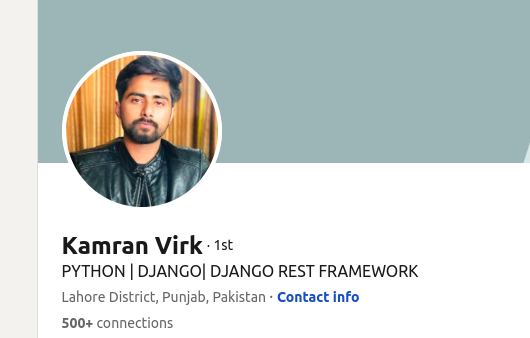 Kamran Virk · 1st
PYTHON | DJANGO| DJANGO REST FRAMEWORK
Lahore District, Punjab, Pakistan · Contact info
500+ connections